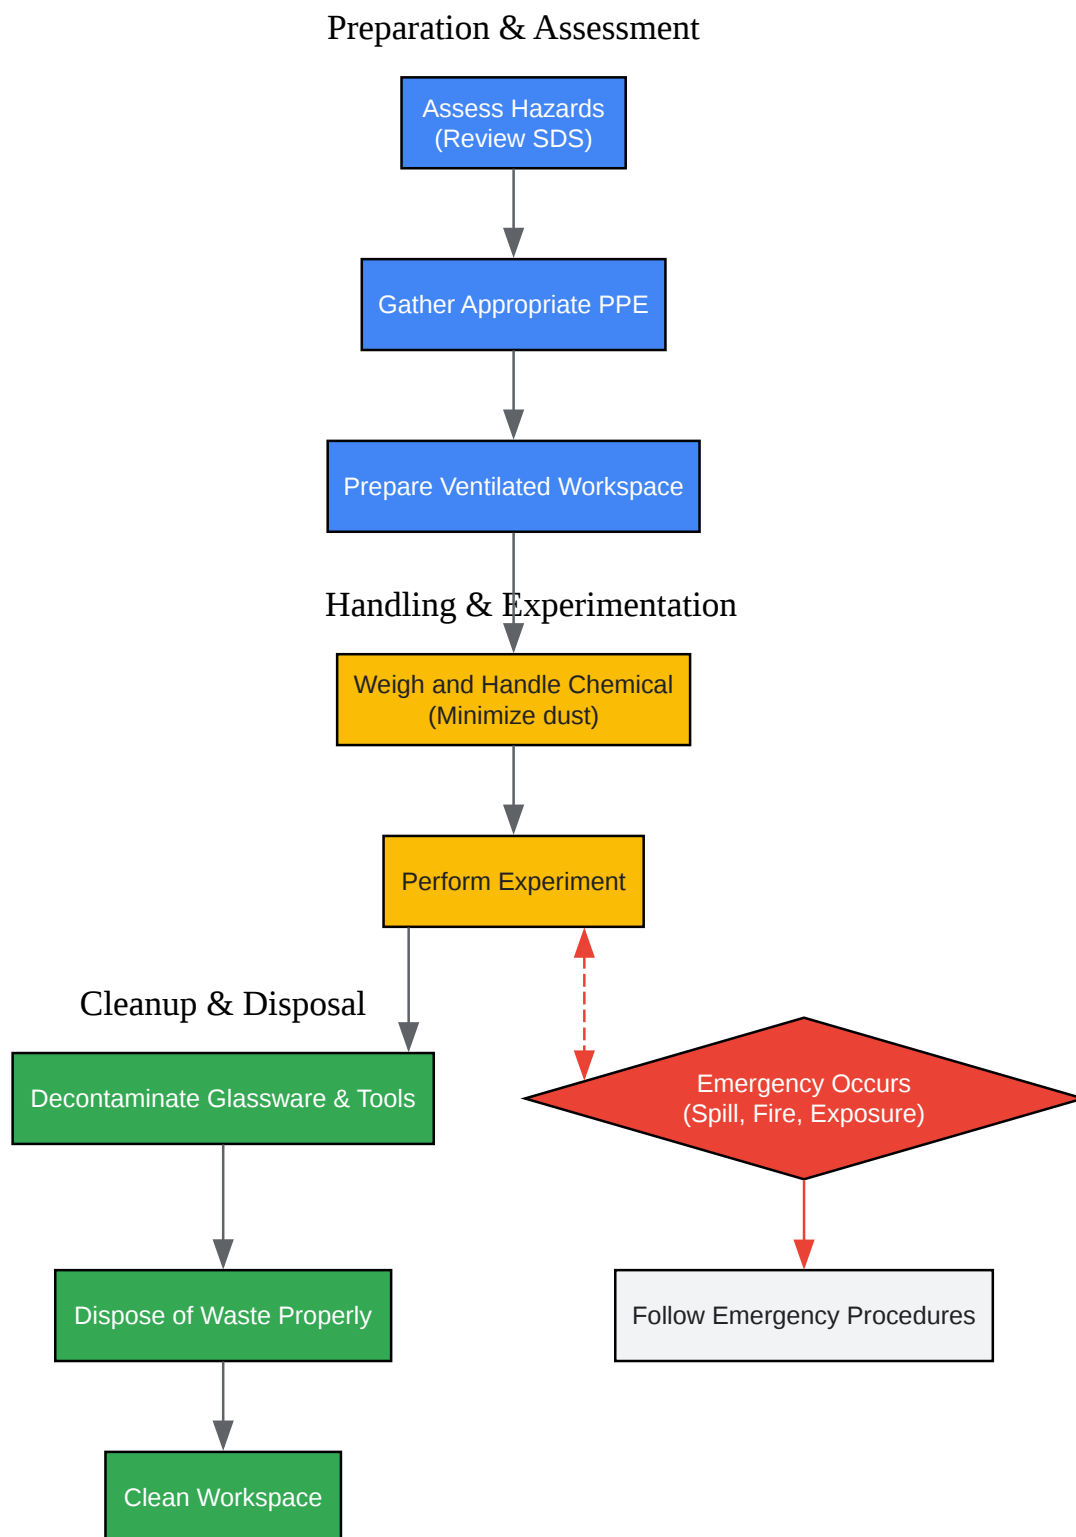 Preparation & Assessment
Assess Hazards
(Review SDS)
Gather Appropriate PPE
Prepare Ventilated Workspace
Handling & Experimentation
Weigh and Handle Chemical
(Minimize dust)
Perform Experiment
Cleanup & Disposal
Decontaminate Glassware & Tools
Emergency Occurs
(Spill, Fire, Exposure)
Dispose of Waste Properly
Follow Emergency Procedures
Clean Workspace